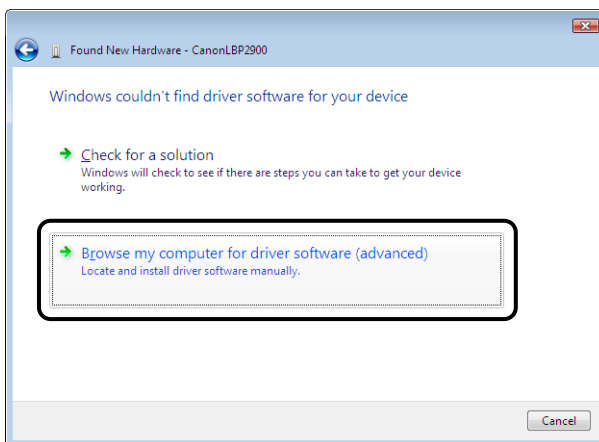 Found New Hardware - CanonLBP2900
Windows couldn't find driver software for your device
Check for a solution
Windows will check to see if there are steps you can take to get your device
working.
Browse my computer for driver software (advanced)
Locate and install driver software manually.
Cancel